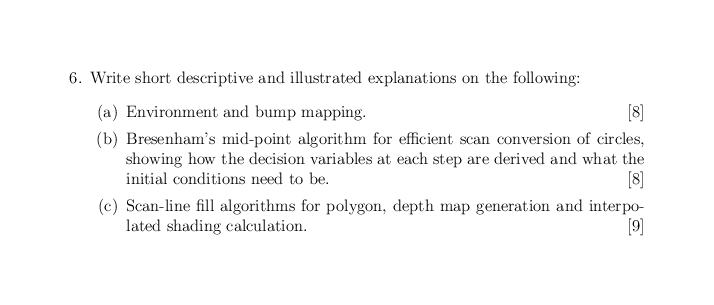 6. Write short descriptive and illustrated explanations on the following:
(a) Environment and bump mapping. [8]
(b) Bresenham's mid-point algorithm for efficient scan conversion of circles,
showing how the decision variables at each step are derived and what the
initial conditions need to be. [8]
(c) Scan-line fill algorithms for polygon, depth map generation and interpo-
lated shading calculation. [9]